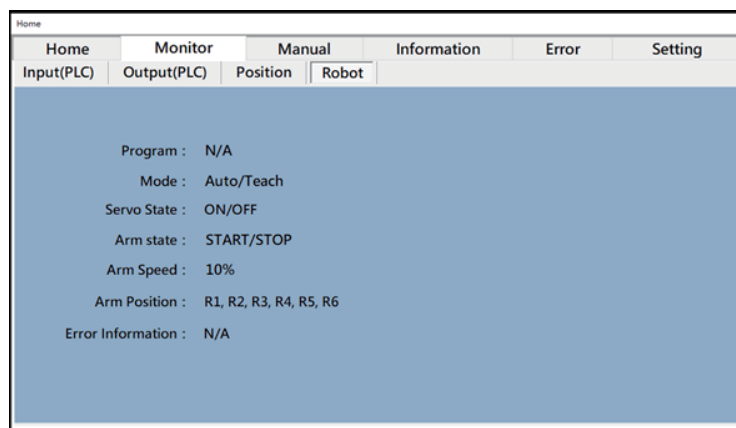 Home
Home Monitor Manual Information Error Setting
Input(PLC) Output(PLC) Position Robot
Program : N/A
Mode : Auto/Teach
Servo State : ON/OFF
Arm state : START/STOP
Arm Speed : 10%
Arm Position : R1, R2, R3, R4, R5, R6
Error Information : N/A